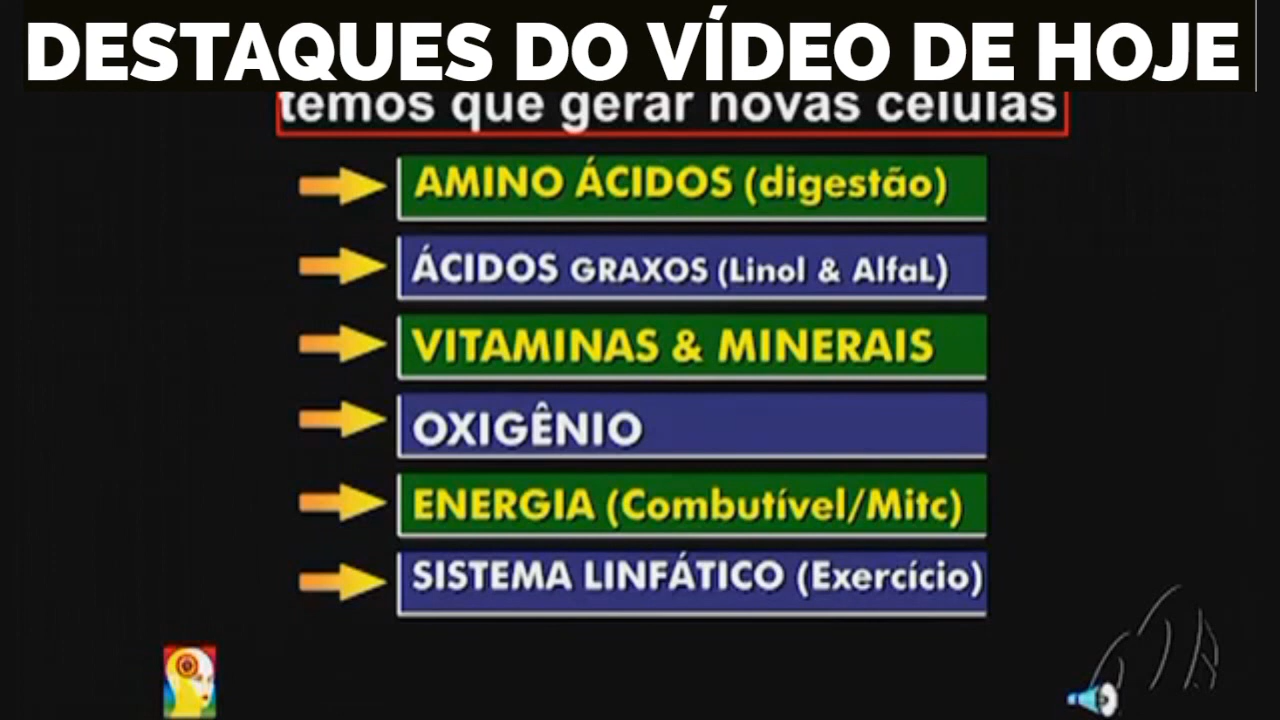 DESTAQUES DO VÍDEO DE HOJE
temos que gerar novas células
AMINO ÁCIDOS (digestão)
ÁCIDOS GRAXOS (Linol & AlfaL)
VITAMINAS & MINERAIS
OXIGÊNIO
ENERGIA (Combutível/Mitc)
SISTEMA LINFÁTICO (Exercício)